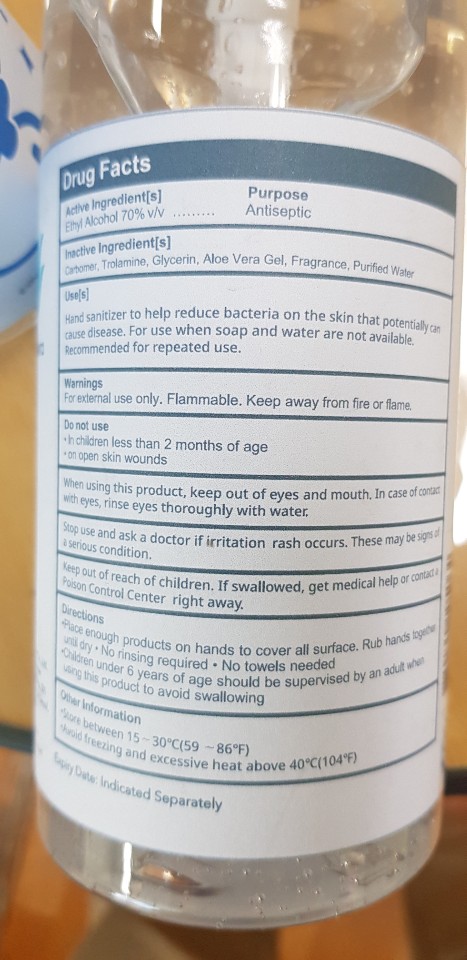 Drug Facts
Active Ingredient[s] Purpose
Ethyl Alcohol 70% v/v ......... Antiseptic
Inactive Ingredient[s]
Carbomer, Trolamine, Glycerin, Aloe Vera Gel, Fragrance, Purified Water
Use[s]
Hand sanitizer to help reduce bacteria on the skin that potentially can
cause disease. For use when soap and water are not available.
Recommended for repeated use.
Warnings
For external use only. Flammable. Keep away from fire or flame.
Do not use
• In children less than 2 months of age
• on open skin wounds
When using this product, keep out of eyes and mouth. In case of contact
with eyes, rinse eyes thoroughly with water.
Stop use and ask a doctor if irritation rash occurs. These may be signs of
a serious condition.
Keep out of reach of children. If swallowed, get medical help or contact a
Poison Control Center right away.
Directions
•Place enough products on hands to cover all surface. Rub hands together
until dry • No rinsing required • No towels needed
•Children under 6 years of age should be supervised by an adult when
using this product to avoid swallowing
Other Information
•Store between 15~30°C(59 ~86°F)
•Avoid freezing and excessive heat above 40°C(104°F)
Expiry Date: Indicated Separately